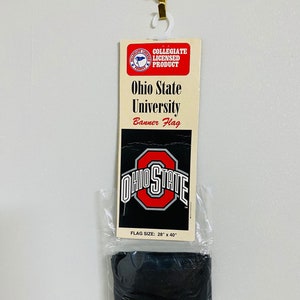 COLLEGIATE
LICENSED
PRODUCT
Ohio State
University
Banner Flag
OHIO STATE
FLAG SIZE: 28" x 40"